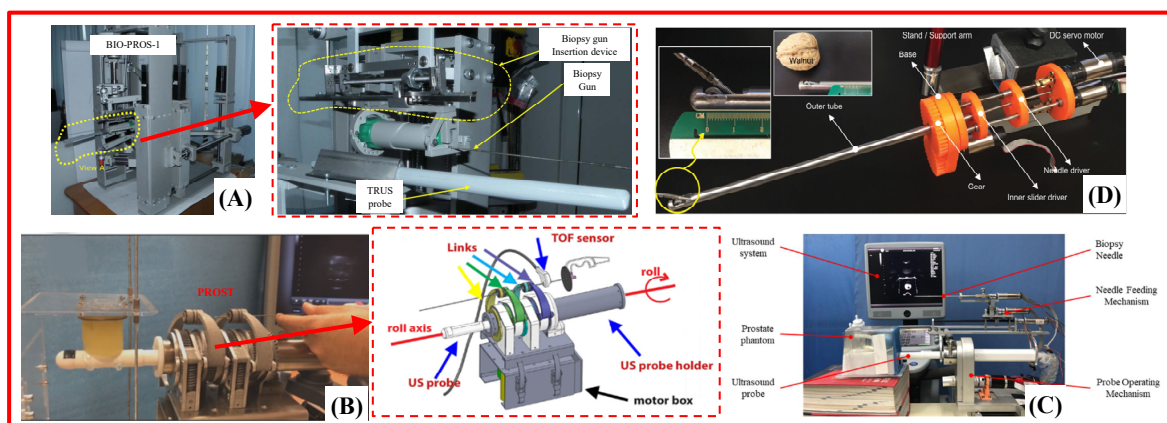 BIO-PROS-1
View A
(A)
Biopsy gun
Insertion device
Biopsy
Gun
TRUS
probe
Walnut
Outer tube
Stand / Support arm
Base
DC servo motor
Gear
Needle driver
Inner slider driver
0
(D)
PROST
(B)
Links
TOF sensor
roll
roll axis
US probe
US probe holder
motor box
Ultrasound
system
Prostate
phantom
Ultrasound
probe
Biopsy
Needle
Needle Feeding
Mechanism
Probe Operating
Mechanism
(C)